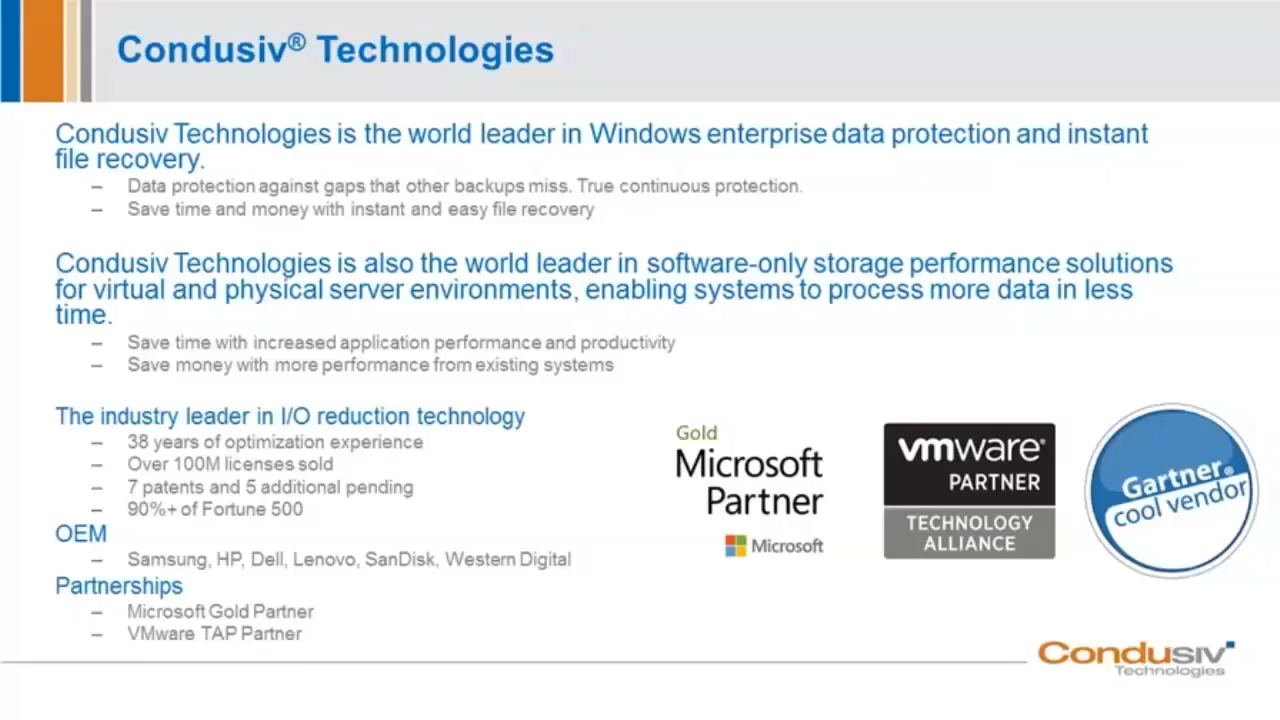 Condusiv® Technologies
Condusiv Technologies is the world leader in Windows enterprise data protection and instant
file recovery.
– Data protection against gaps that other backups miss. True continuous protection.
– Save time and money with instant and easy file recovery
Condusiv Technologies is also the world leader in software-only storage performance solutions
for virtual and physical server environments, enabling systems to process more data in less
time.
– Save time with increased application performance and productivity
– Save money with more performance from existing systems
The industry leader in I/O reduction technology
– 38 years of optimization experience
– Over 100M licenses sold
– 7 patents and 5 additional pending
– 90%+ of Fortune 500
OEM
– Samsung, HP, Dell, Lenovo, SanDisk, Western Digital
Partnerships
– Microsoft Gold Partner
– VMware TAP Partner
Gold
Microsoft
Partner
Microsoft
vmware®
PARTNER
TECHNOLOGY
ALLIANCE
Gartner®
cool vendor
Condusiv
Technologies